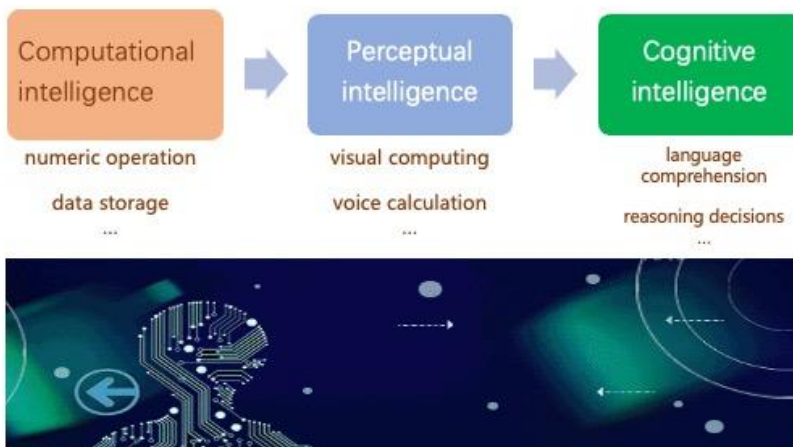 Computational
intelligence
Perceptual
intelligence
Cognitive
intelligence
numeric operation
data storage
...
visual computing
voice calculation
...
language
comprehension
reasoning decisions
...